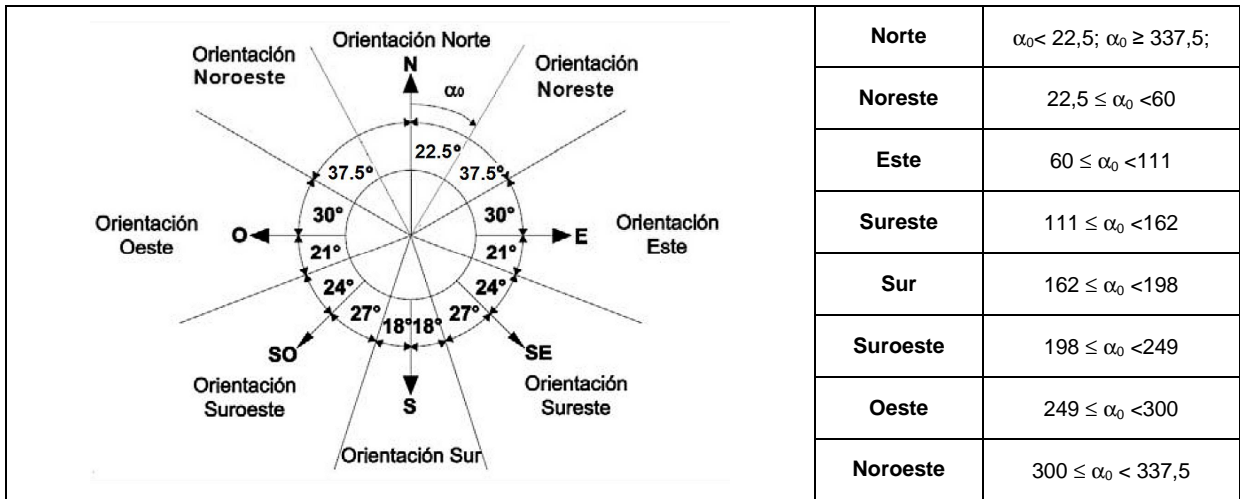 Orientación Norte
N
α₀
Orientación
Noroeste
Orientación
Noreste
22.5°
37.5°
37.5°
30°
30°
Orientación
Oeste
O
E
Orientación
Este
21°
21°
24°
24°
27°
27°
18°
18°
SO
SE
Orientación
Suroeste
S
Orientación
Sureste
Orientación Sur
Norte α₀< 22,5; α₀ ≥ 337,5;
Noreste 22,5 ≤ α₀ <60
Este 60 ≤ α₀ <111
Sureste 111 ≤ α₀ <162
Sur 162 ≤ α₀ <198
Suroeste 198 ≤ α₀ <249
Oeste 249 ≤ α₀ <300
Noroeste 300 ≤ α₀ < 337,5